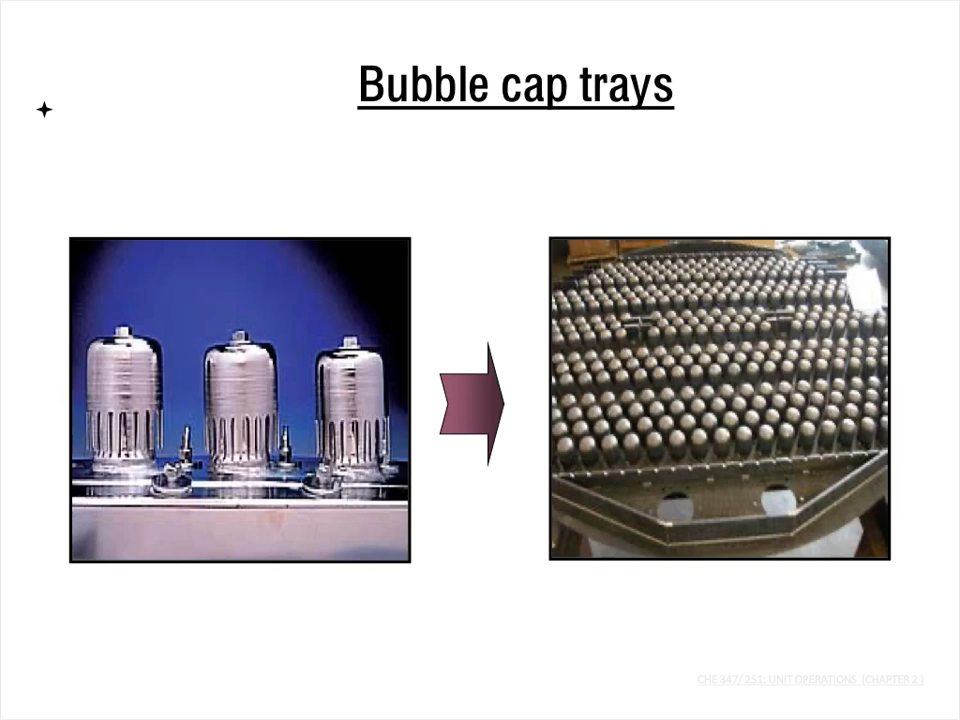 Bubble cap trays
CHE 347/ 251: UNIT OPERATIONS (CHAPTER 2 )